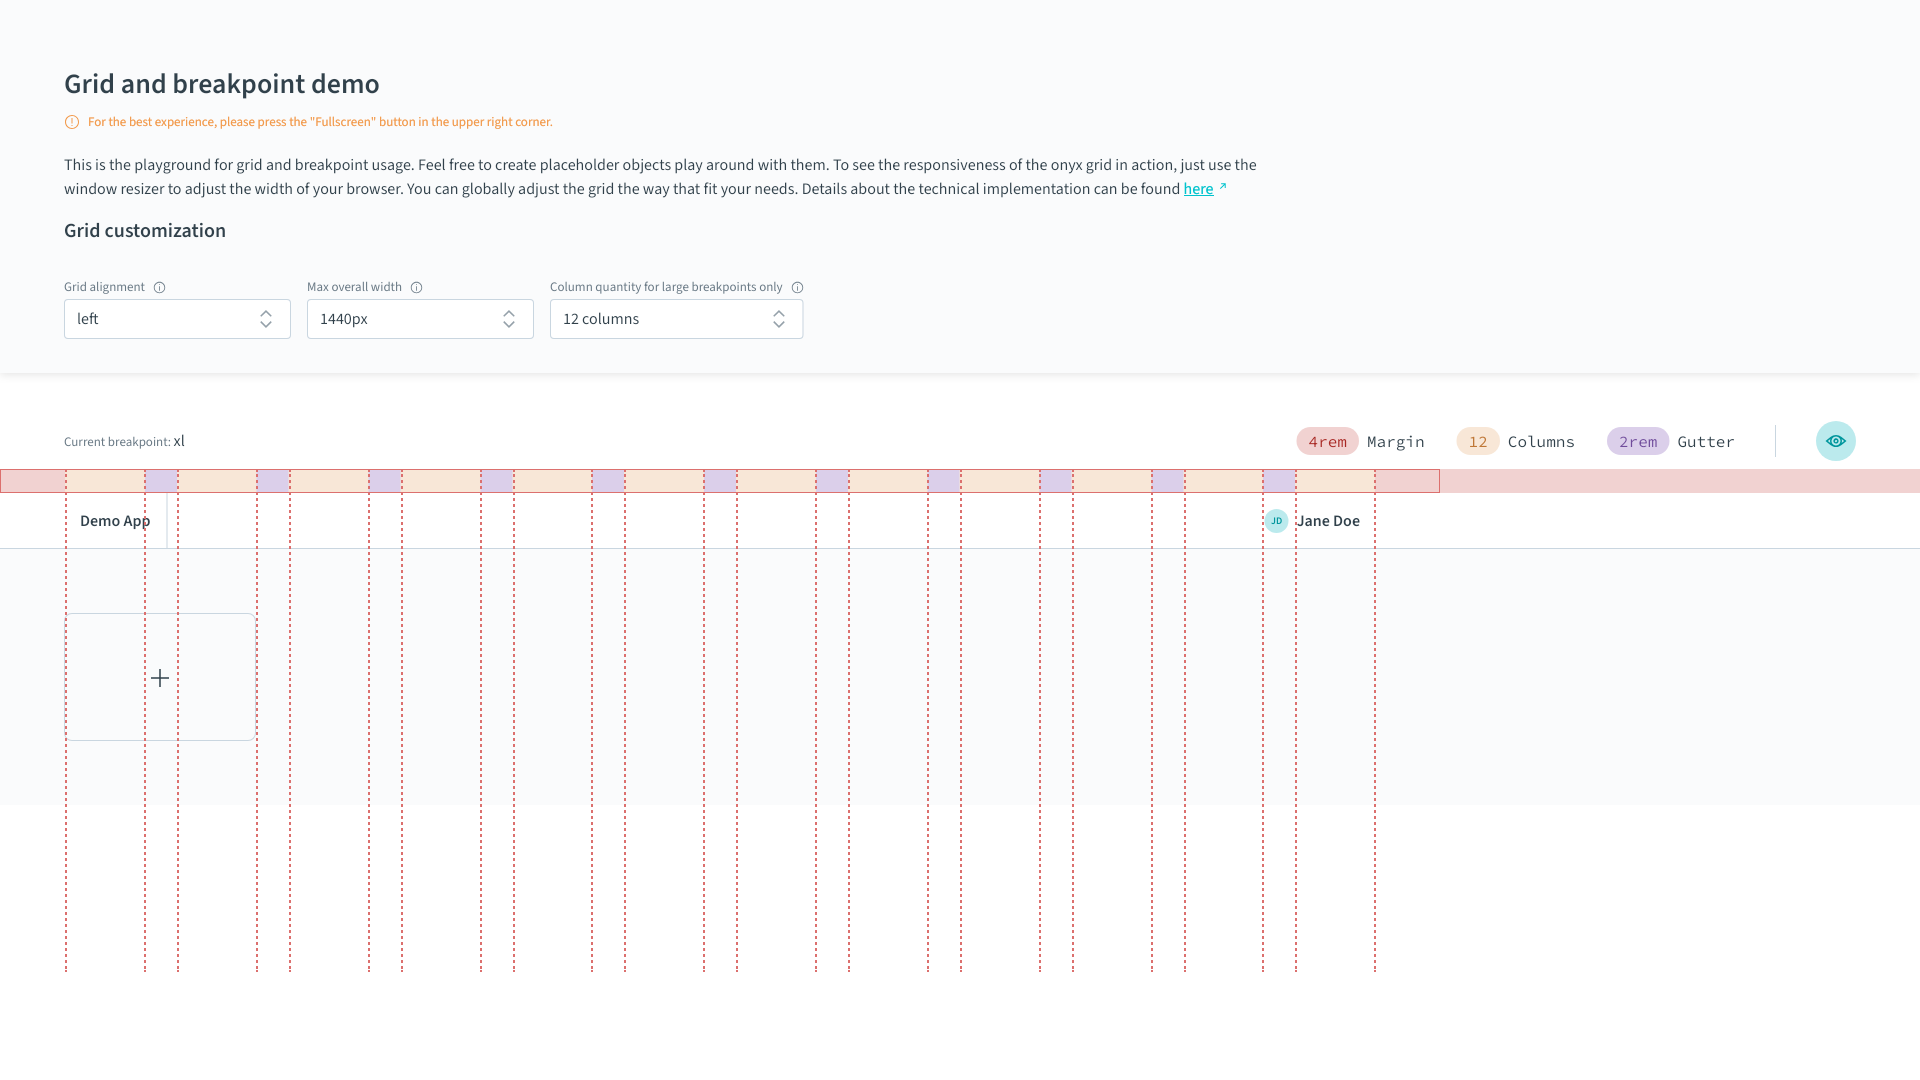 Grid and breakpoint demo
For the best experience, please press the "Fullscreen" button in the upper right corner.
This is the playground for grid and breakpoint usage. Feel free to create placeholder objects play around with them. To see the responsiveness of the onyx grid in action, just use the
window resizer to adjust the width of your browser. You can globally adjust the grid the way that fit your needs. Details about the technical implementation can be found here
Grid customization
Grid alignment Max overall width Column quantity for large breakpoints only
left 1440px 12 columns
Current breakpoint: xl 4rem Margin 12 Columns 2rem Gutter
Demo App JD Jane Doe